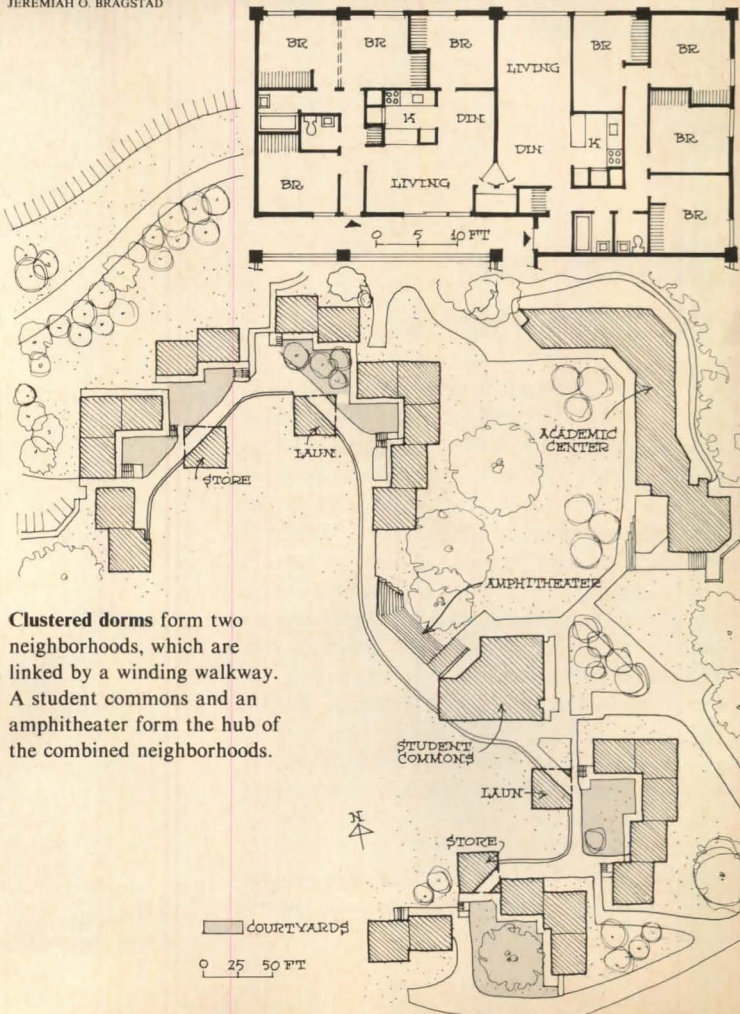 JEREMIAH O. BRAGSTAD
BR
BR
BR
LIVING
BR
BR
K
DIN
DIN
K
BR
BR
LIVING
BR
0 5 10 FT
ACADEMIC
CENTER
LAUN.
STORE
AMPHITHEATER
Clustered dorms form two
neighborhoods, which are
linked by a winding walkway.
A student commons and an
amphitheater form the hub of
the combined neighborhoods.
STUDENT
COMMONS
LAUN
N
STORE
COURTYARDS
0 25 50 FT